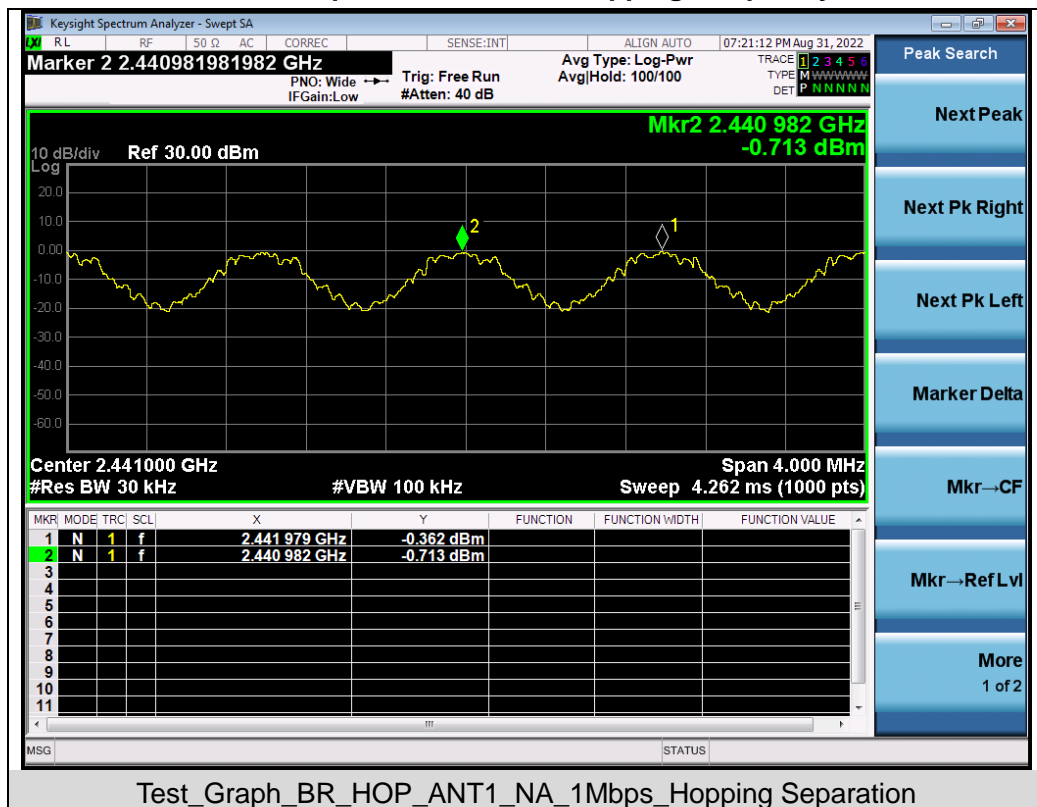 Keysight Spectrum Analyzer - Swept SA
LXI RL RF 50 Ω AC CORREC SENSE:INT ALIGN AUTO 07:21:12 PM Aug 31, 2022
Marker 2 2.440981981982 GHz
PNO: Wide
IFGain:Low
Trig: Free Run
#Atten: 40 dB
Avg Type: Log-Pwr
Avg|Hold: 100/100
TRACE 1 2 3 4 5 6
TYPE M WWWWW
DET P N N N N N
Peak Search
Next Peak
Next Pk Right
Next Pk Left
Marker Delta
Mkr→CF
Mkr→Ref Lvl
More
1 of 2
Mkr2 2.440 982 GHz
-0.713 dBm
10 dB/div Ref 30.00 dBm
Log
20.0
10.0
0.00
-10.0
-20.0
-30.0
-40.0
-50.0
-60.0
2
1
Center 2.441000 GHz Span 4.000 MHz
#Res BW 30 kHz #VBW 100 kHz Sweep 4.262 ms (1000 pts)
MKR MODE TRC SCL X Y FUNCTION FUNCTION WIDTH FUNCTION VALUE
1 N 1 f 2.441 979 GHz -0.362 dBm
2 N 1 f 2.440 982 GHz -0.713 dBm
3
4
5
6
7
8
9
10
11
MSG STATUS
Test_Graph_BR_HOP_ANT1_NA_1Mbps_Hopping Separation